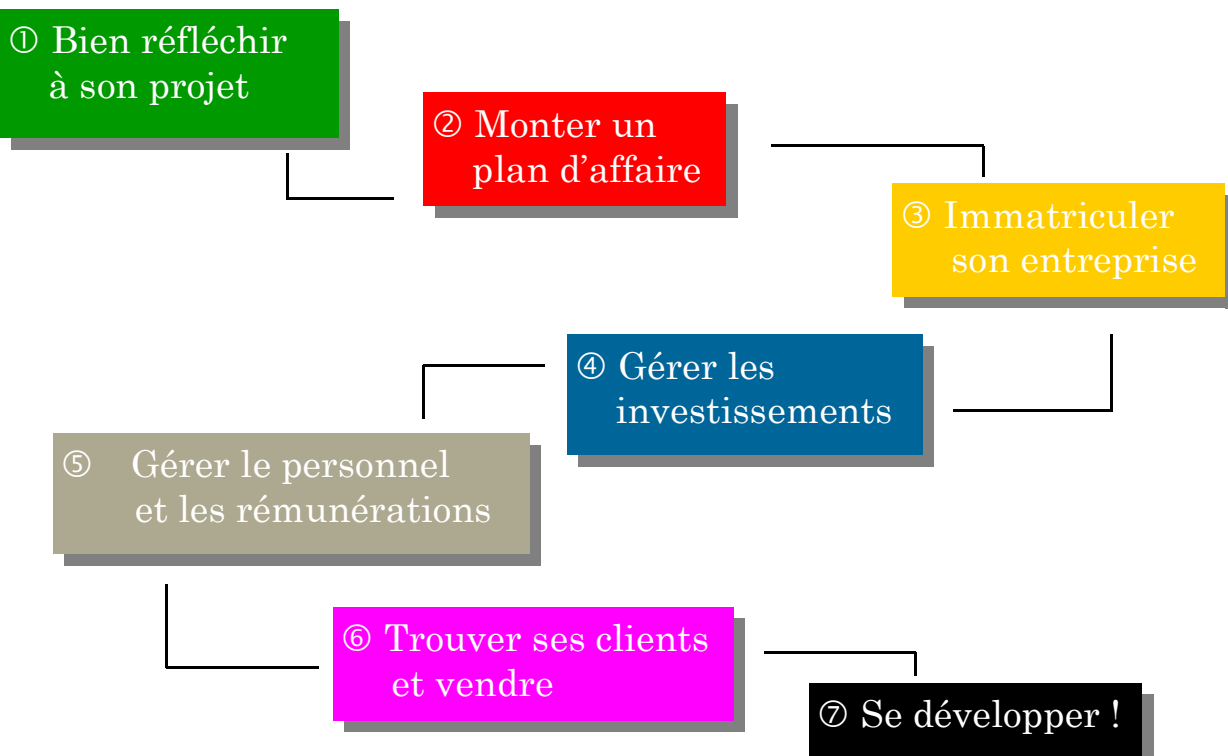 ① Bien réfléchir
à son projet
② Monter un
plan d’affaire
③ Immatriculer
son entreprise
④ Gérer les
investissements
⑤ Gérer le personnel
et les rémunérations
⑥ Trouver ses clients
et vendre
⑦ Se développer !